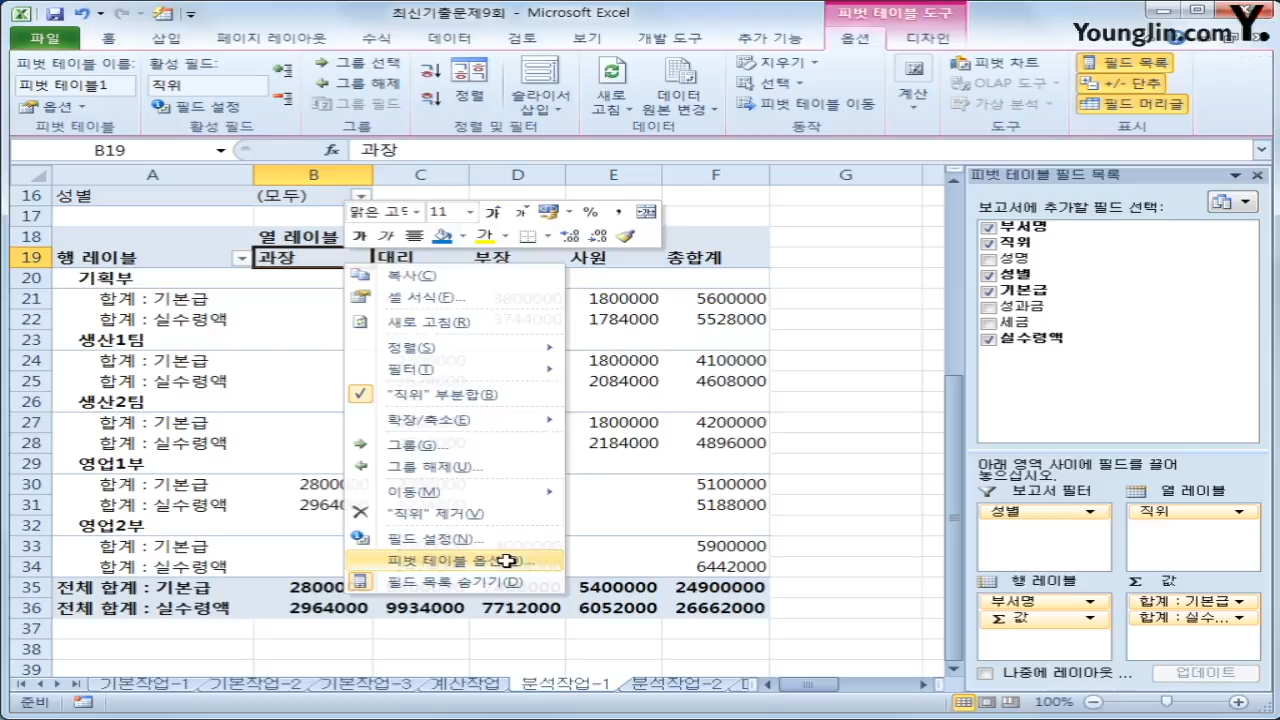 최신기출문제9회 - Microsoft Excel
피벗 테이블 도구
YoungJin.com Y.
파일 홈 삽입 페이지 레이아웃 수식 데이터 검토 보기 개발 도구 추가 기능 옵션 디자인
피벗 테이블 이름: 활성 필드: 그룹 선택 지우기 피벗 차트 필드 목록
피벗 테이블1 직위 그룹 해제 정렬 슬라이서 삽입 새로 고침 데이터 원본 변경 선택 계산 OLAP 도구 +/- 단추
옵션 필드 설정 그룹 필드 피벗 테이블 이동 가상 분석 필드 머리글
피벗 테이블 활성 필드 그룹 정렬 및 필터 데이터 동작 도구 표시
B19 fx 과장
A B C D E F G
16 성별 (모두)
17
18 열 레이블
19 행 레이블 과장 대리 부장 사원 총합계
20 기획부
21 합계 : 기본급 3800000 1800000 5600000
22 합계 : 실수령액 3744000 1784000 5528000
23 생산1팀
24 합계 : 기본급 1800000 4100000
25 합계 : 실수령액 2084000 4608000
26 생산2팀
27 합계 : 기본급 1800000 4200000
28 합계 : 실수령액 2184000 4896000
29 영업1부
30 합계 : 기본급 28000 5100000
31 합계 : 실수령액 29640 5188000
32 영업2부
33 합계 : 기본급 5900000
34 합계 : 실수령액 6442000
35 전체 합계 : 기본급 28000 5400000 24900000
36 전체 합계 : 실수령액 2964000 9934000 7712000 6052000 26662000
37
38
39
맑은 고딕 11 가 가 % ,
가 가 가
복사(C)
셀 서식(F)...
새로 고침(R)
정렬(S)
필터(T)
"직위" 부분합(B)
확장/축소(E)
그룹(G)...
그룹 해제(U)...
이동(M)
"직위" 제거(V)
필드 설정(N)...
피벗 테이블 옵션
필드 목록 숨기기(D)
피벗 테이블 필드 목록
보고서에 추가할 필드 선택:
부서명
직위
성명
성별
기본급
성과금
세금
실수령액
아래 영역 사이에 필드를 끌어
놓으십시오.
보고서 필터 열 레이블
성별 직위
행 레이블 Σ 값
부서명 합계 : 기본급
Σ 값 합계 : 실수...
나중에 레이아웃 ... 업데이트
기본작업-1 기본작업-2 기본작업-3 계산작업 분석작업-1 분석작업-2
준비 100%